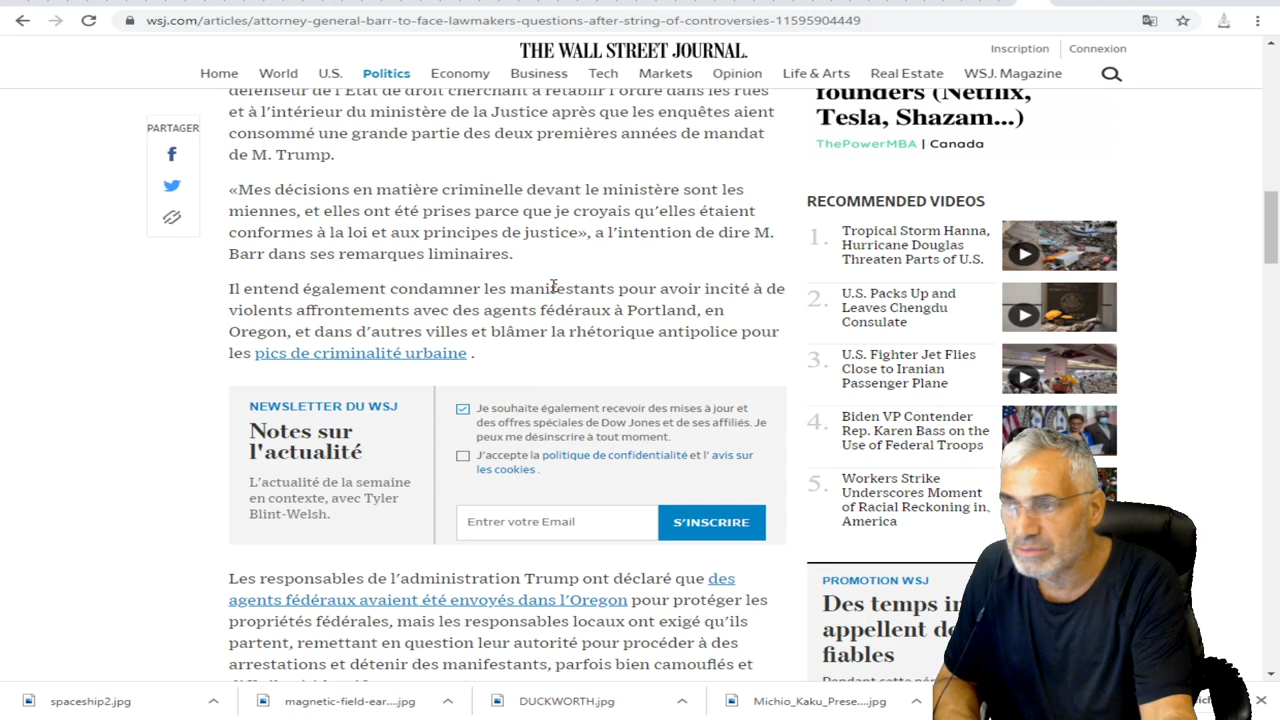 wsj.com/articles/attorney-general-barr-to-face-lawmakers-questions-after-string-of-controversies-11595904449
THE WALL STREET JOURNAL.
Inscription
Connexion
Home World U.S. Politics Economy Business Tech Markets Opinion Life & Arts Real Estate WSJ. Magazine
PARTAGER
défenseur de l'État de droit cherchant à rétablir l'ordre dans les rues
et à l'intérieur du ministère de la Justice après que les enquêtes aient
consommé une grande partie des deux premières années de mandat
de M. Trump.
«Mes décisions en matière criminelle devant le ministère sont les
miennes, et elles ont été prises parce que je croyais qu'elles étaient
conformes à la loi et aux principes de justice», a l'intention de dire M.
Barr dans ses remarques liminaires.
Il entend également condamner les manifestants pour avoir incité à de
violents affrontements avec des agents fédéraux à Portland, en
Oregon, et dans d'autres villes et blâmer la rhétorique antipolice pour
les pics de criminalité urbaine .
NEWSLETTER DU WSJ
Notes sur
l'actualité
L'actualité de la semaine
en contexte, avec Tyler
Blint-Welsh.
Je souhaite également recevoir des mises à jour et
des offres spéciales de Dow Jones et de ses affiliés. Je
peux me désinscrire à tout moment.
J'accepte la politique de confidentialité et l' avis sur
les cookies .
Entrer votre Email
S'INSCRIRE
Les responsables de l'administration Trump ont déclaré que des
agents fédéraux avaient été envoyés dans l'Oregon pour protéger les
propriétés fédérales, mais les responsables locaux ont exigé qu'ils
partent, remettant en question leur autorité pour procéder à des
arrestations et détenir des manifestants, parfois bien camouflés et
founders (Netflix,
Tesla, Shazam...)
ThePowerMBA | Canada
RECOMMENDED VIDEOS
1. Tropical Storm Hanna,
Hurricane Douglas
Threaten Parts of U.S.
2. U.S. Packs Up and
Leaves Chengdu
Consulate
3. U.S. Fighter Jet Flies
Close to Iranian
Passenger Plane
4. Biden VP Contender
Rep. Karen Bass on the
Use of Federal Troops
5. Workers Strike
Underscores Moment
of Racial Reckoning in
America
PROMOTION WSJ
Des temps
appellent
fiables
spaceship2.jpg
magnetic-field-ear....jpg
DUCKWORTH.jpg
Michio_Kaku_Prese....jpg